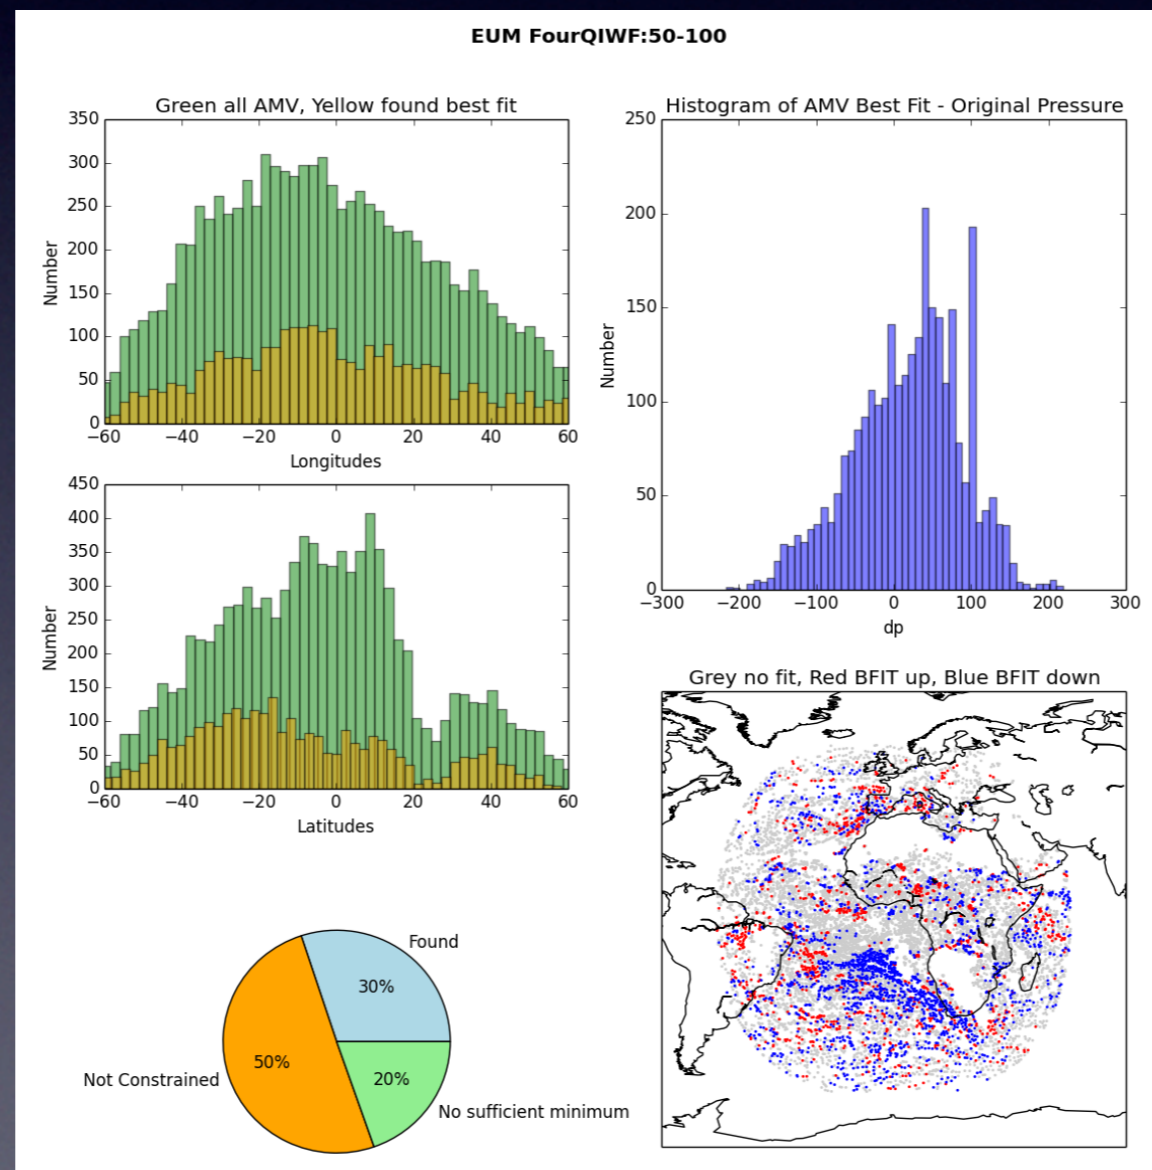 EUM FourQIWF:50-100
Green all AMV, Yellow found best fit
350
300
250
200
150
100
50
0
Number
−60 −40 −20 0 20 40 60
Longitudes
Histogram of AMV Best Fit - Original Pressure
250
200
150
100
50
0
Number
−300 −200 −100 0 100 200 300
dp
450
400
350
300
250
200
150
100
50
0
Number
−60 −40 −20 0 20 40 60
Latitudes
Grey no fit, Red BFIT up, Blue BFIT down
Found
30%
50%
Not Constrained
20%
No sufficient minimum